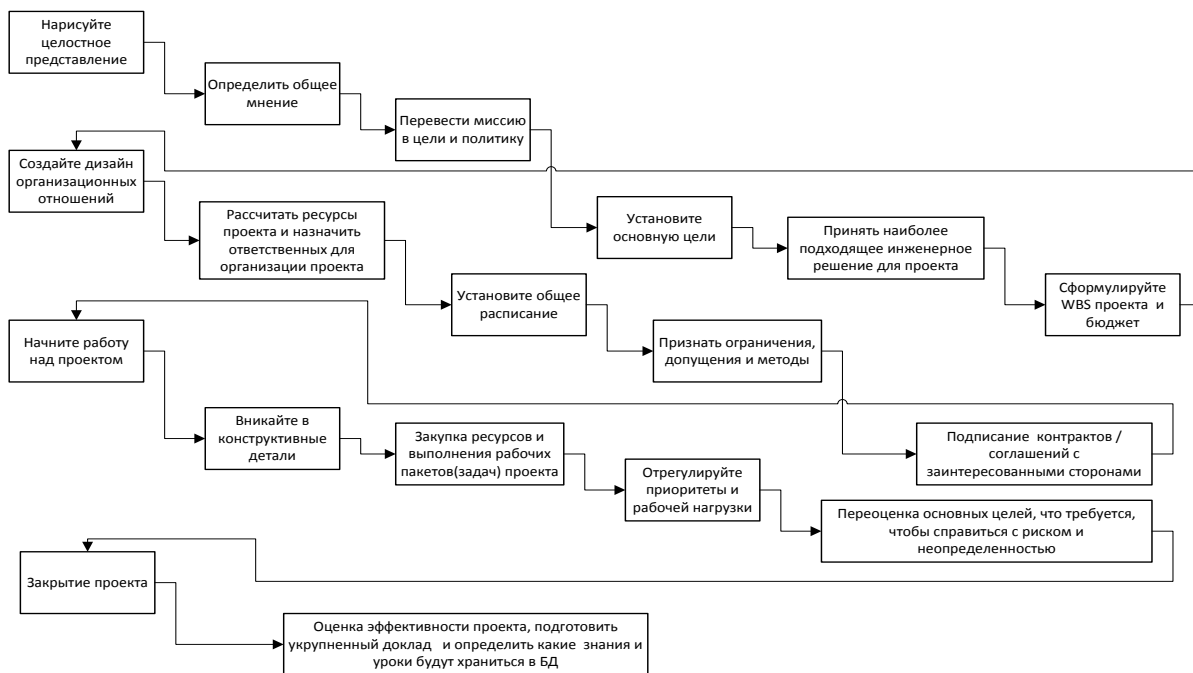 Нарисуйте
целостное
представление
Определить общее
мнение
Перевести миссию
в цели и политику
Создайте дизайн
организационных
отношений
Рассчитать ресурсы
проекта и назначить
ответственных для
организации проекта
Установите
основную цели
Принять наиболее
подходящее инженерное
решение для проекта
Сформулируйте
WBS проекта и
бюджет
Установите общее
расписание
Признать ограничения,
допущения и методы
Начните работу
над проектом
Вникайте в
конструктивные
детали
Закупка ресурсов и
выполнения рабочих
пакетов(задач) проекта
Подписание контрактов /
соглашений с
заинтересованными сторонами
Отрегулируйте
приоритеты и
рабочей нагрузки
Переоценка основных целей, что требуется,
чтобы справиться с риском и
неопределенностью
Закрытие проекта
Оценка эффективности проекта, подготовить
укрупненный доклад и определить какие знания и
уроки будут храниться в БД